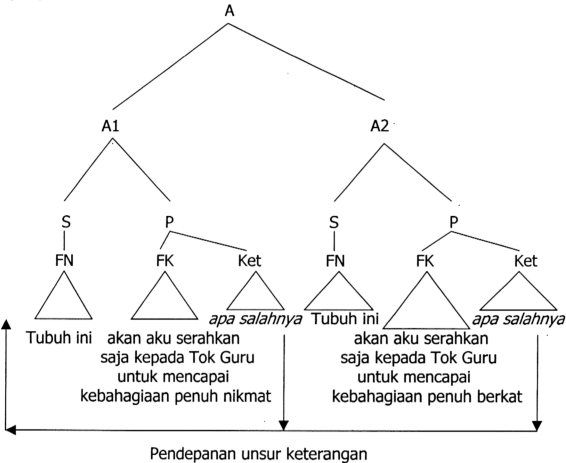 A
A1 A2
S P S P
FN FK Ket FN FK Ket
Tubuh ini akan aku serahkan apa salahnya Tubuh ini akan aku serahkan apa salahnya
saja kepada Tok Guru saja kepada Tok Guru
untuk mencapai untuk mencapai
kebahagiaan penuh nikmat kebahagiaan penuh berkat
Pendepanan unsur keterangan